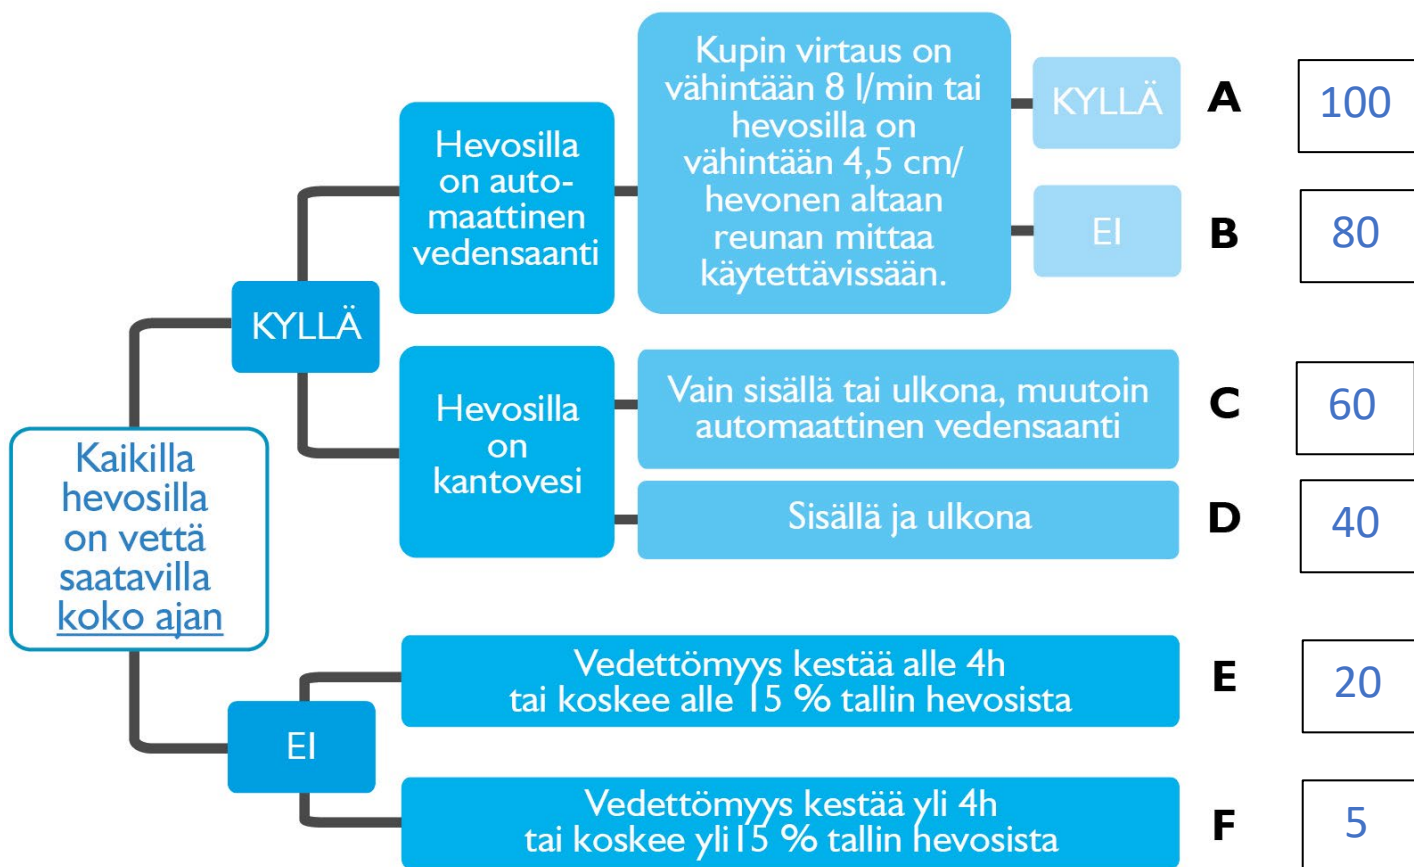 Kaikilla
hevosilla
on vettä
saatavilla
koko ajan
KYLLÄ
Hevosilla
on auto-
maattinen
vedensaanti
Kupin virtaus on
vähintään 8 l/min tai
hevosilla on
vähintään 4,5 cm/
hevonen altaan
reunan mittaa
käytettävissään.
KYLLÄ
A
100
EI
B
80
Hevosilla
on
kantovesi
Vain sisällä tai ulkona, muutoin
automaattinen vedensaanti
C
60
Sisällä ja ulkona
D
40
EI
Vedettömyys kestää alle 4h
tai koskee alle 15 % tallin hevosista
E
20
Vedettömyys kestää yli 4h
tai koskee yli15 % tallin hevosista
F
5